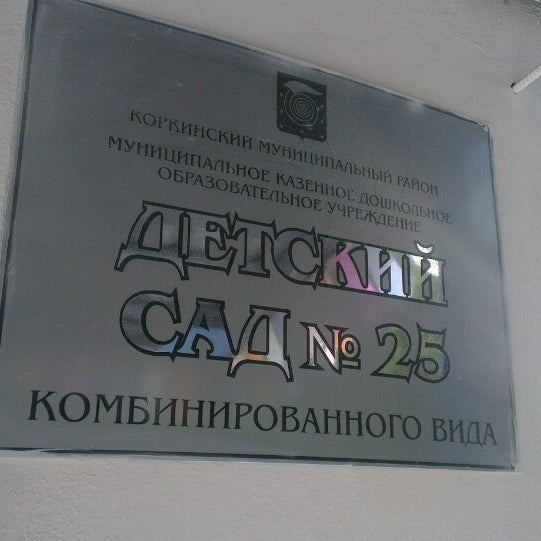 КОРКИНСКИЙ МУНИЦИПАЛЬНЫЙ РАЙОН
МУНИЦИПАЛЬНОЕ КАЗЕННОЕ ДОШКОЛЬНОЕ
ОБРАЗОВАТЕЛЬНОЕ УЧРЕЖДЕНИЕ
ДЕТСКИЙ
САД № 25
КОМБИНИРОВАННОГО ВИДА